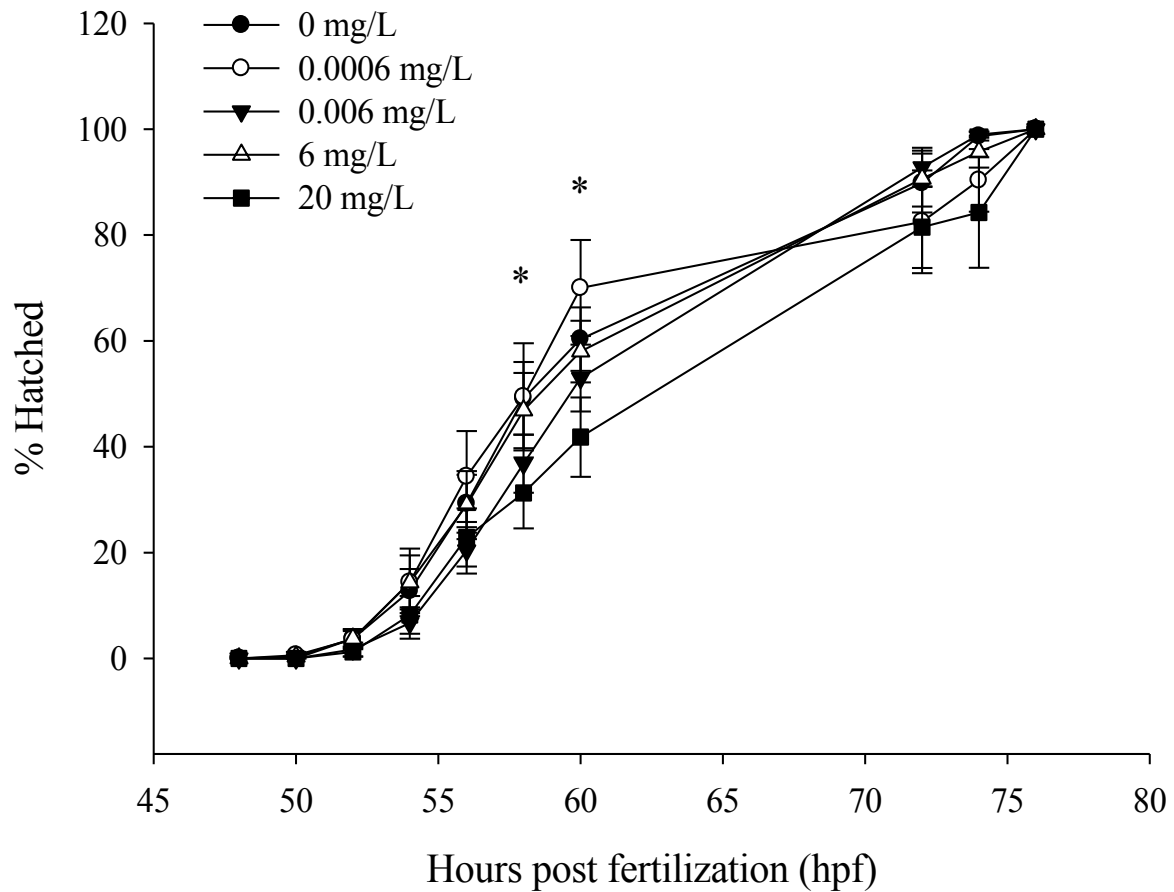 120
100
80
60
40
20
0
% Hatched
0 mg/L
0.0006 mg/L
0.006 mg/L
6 mg/L
20 mg/L
*
*
45 50 55 60 65 70 75 80
Hours post fertilization (hpf)